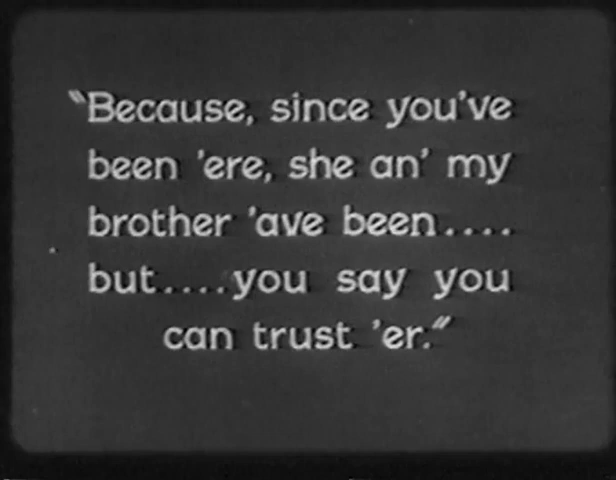 "Because, since you've
been 'ere, she an' my
brother 'ave been....
but....you say you
can trust 'er."